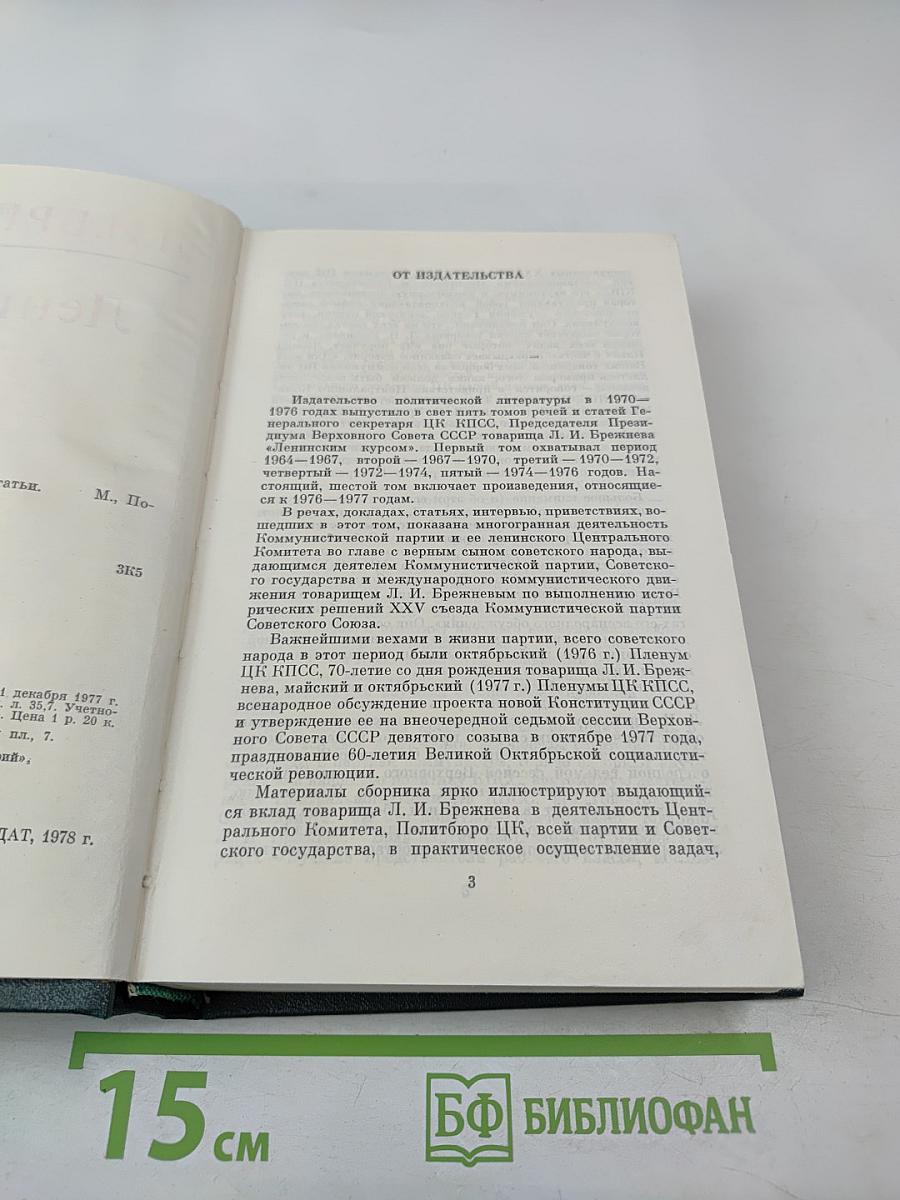 татьи. М., По-
ЗК5
1 декабря 1977 г.
л. 35,7. Учетно-
Цена 1 р. 20 к.
пл., 7.
ДАТ, 1978 г.
ОТ ИЗДАТЕЛЬСТВА
Издательство политической литературы в 1970—
1976 годах выпустило в свет пять томов речей и статей Ге-
нерального секретаря ЦК КПСС, Председателя Прези-
диума Верховного Совета СССР товарища Л. И. Брежнева
«Ленинским курсом». Первый том охватывал период
1964—1967, второй — 1967—1970, третий — 1970—1972,
четвертый — 1972—1974, пятый — 1974—1976 годов. На-
стоящий, шестой том включает произведения, относящие-
ся к 1976—1977 годам.
В речах, докладах, статьях, интервью, приветствиях, во-
шедших в этот том, показана многогранная деятельность
Коммунистической партии и ее ленинского Центрального
Комитета во главе с верным сыном советского народа, вы-
дающимся деятелем Коммунистической партии, Советско-
го государства и международного коммунистического дви-
жения товарищем Л. И. Брежневым по выполнению исто-
рических решений XXV съезда Коммунистической партии
Советского Союза.
Важнейшими вехами в жизни партии, всего советского
народа в этот период были октябрьский (1976 г.) Пленум
ЦК КПСС, 70-летие со дня рождения товарища Л. И. Бреж-
нева, майский и октябрьский (1977 г.) Пленумы ЦК КПСС,
всенародное обсуждение проекта новой Конституции СССР
и утверждение ее на внеочередной седьмой сессии Верхов-
ного Совета СССР девятого созыва в октябре 1977 года,
празднование 60-летия Великой Октябрьской социалисти-
ческой революции.
Материалы сборника ярко иллюстрируют выдающий-
ся вклад товарища Л. И. Брежнева в деятельность Цент-
рального Комитета, Политбюро ЦК, всей партии и Совет-
ского государства, в практическое осуществление задач,
3
15 см
БФ БИБЛИОФАН